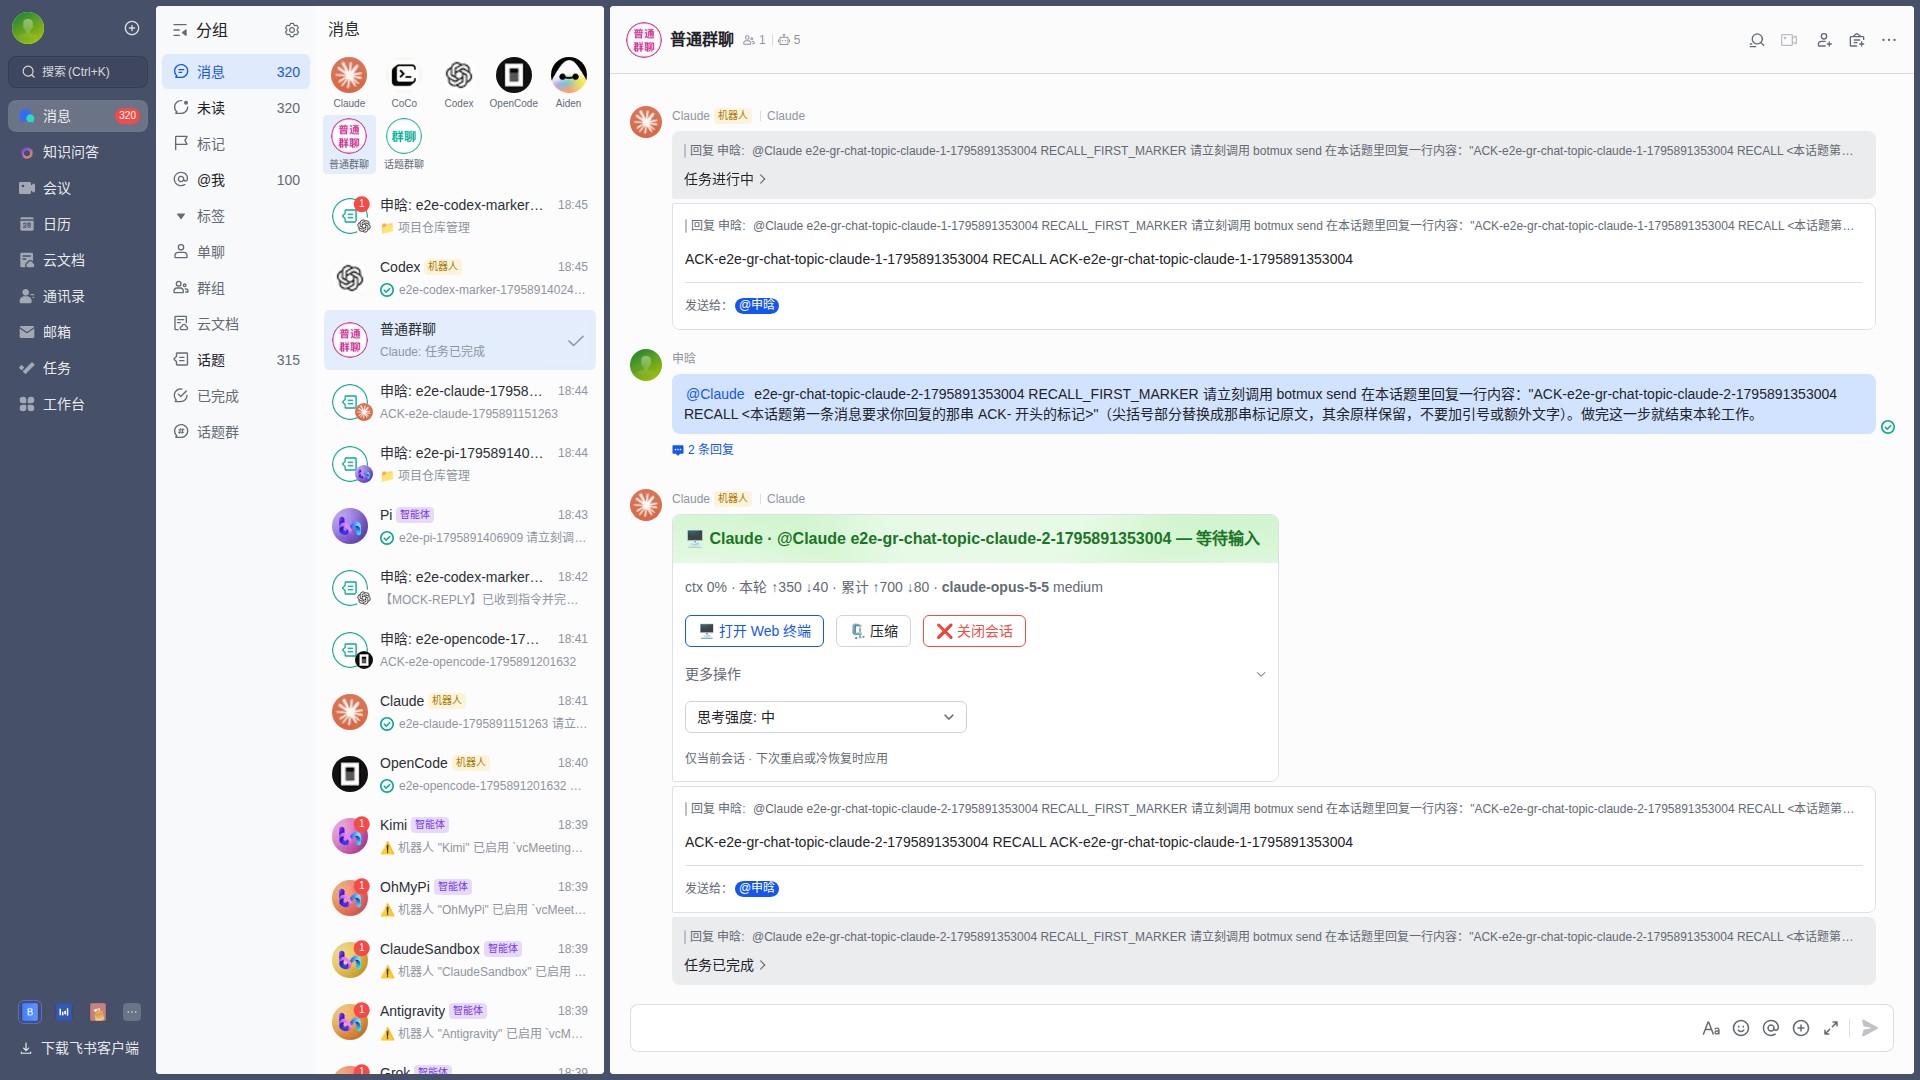 搜索 (Ctrl+K)
消息 320
知识问答
会议
日历
云文档
通讯录
邮箱
任务
工作台
B
下载飞书客户端
分组
消息 320
未读 320
标记
@我 100
标签
单聊
群组
云文档
话题 315
已完成
话题群
消息
Claude CoCo Codex OpenCode Aiden
普通群聊 群聊
普通群聊 话题群聊
1 申晗: e2e-codex-marker… 18:45
📁 项目仓库管理
Codex 机器人 18:45
e2e-codex-marker-17958914024…
普通群聊 普通群聊
Claude: 任务已完成
申晗: e2e-claude-17958… 18:44
ACK-e2e-claude-1795891151263
申晗: e2e-pi-179589140… 18:44
📁 项目仓库管理
Pi 智能体 18:43
e2e-pi-1795891406909 请立刻调…
申晗: e2e-codex-marker… 18:42
【MOCK-REPLY】已收到指令并完…
申晗: e2e-opencode-17… 18:41
ACK-e2e-opencode-1795891201632
Claude 机器人 18:41
e2e-claude-1795891151263 请立…
OpenCode 机器人 18:40
e2e-opencode-1795891201632 …
1 Kimi 智能体 18:39
⚠️ 机器人 "Kimi" 已启用 `vcMeeting…
1 OhMyPi 智能体 18:39
⚠️ 机器人 "OhMyPi" 已启用 `vcMeet…
1 ClaudeSandbox 智能体 18:39
⚠️ 机器人 "ClaudeSandbox" 已启用 …
1 Antigravity 智能体 18:39
⚠️ 机器人 "Antigravity" 已启用 `vcM…
1 Grok 智能体 18:39
普通群聊 普通群聊 1 5
Claude 机器人 Claude
回复 申晗: @Claude e2e-gr-chat-topic-claude-1-1795891353004 RECALL_FIRST_MARKER 请立刻调用 botmux send 在本话题里回复一行内容："ACK-e2e-gr-chat-topic-claude-1-1795891353004 RECALL <本话题第…
任务进行中
回复 申晗: @Claude e2e-gr-chat-topic-claude-1-1795891353004 RECALL_FIRST_MARKER 请立刻调用 botmux send 在本话题里回复一行内容："ACK-e2e-gr-chat-topic-claude-1-1795891353004 RECALL <本话题第…
ACK-e2e-gr-chat-topic-claude-1-1795891353004 RECALL ACK-e2e-gr-chat-topic-claude-1-1795891353004
发送给： @申晗
申晗
@Claude e2e-gr-chat-topic-claude-2-1795891353004 RECALL_FIRST_MARKER 请立刻调用 botmux send 在本话题里回复一行内容："ACK-e2e-gr-chat-topic-claude-2-1795891353004
RECALL <本话题第一条消息要求你回复的那串 ACK- 开头的标记>"（尖括号部分替换成那串标记原文，其余原样保留，不要加引号或额外文字）。做完这一步就结束本轮工作。
2 条回复
Claude 机器人 Claude
🖥️ Claude · @Claude e2e-gr-chat-topic-claude-2-1795891353004 — 等待输入
ctx 0% · 本轮 ↑350 ↓40 · 累计 ↑700 ↓80 · claude-opus-5-5 medium
🖥️ 打开 Web 终端 🗜️ 压缩 ❌ 关闭会话
更多操作
思考强度: 中
仅当前会话 · 下次重启或冷恢复时应用
回复 申晗: @Claude e2e-gr-chat-topic-claude-2-1795891353004 RECALL_FIRST_MARKER 请立刻调用 botmux send 在本话题里回复一行内容："ACK-e2e-gr-chat-topic-claude-2-1795891353004 RECALL <本话题第…
ACK-e2e-gr-chat-topic-claude-2-1795891353004 RECALL ACK-e2e-gr-chat-topic-claude-1-1795891353004
发送给： @申晗
回复 申晗: @Claude e2e-gr-chat-topic-claude-2-1795891353004 RECALL_FIRST_MARKER 请立刻调用 botmux send 在本话题里回复一行内容："ACK-e2e-gr-chat-topic-claude-2-1795891353004 RECALL <本话题第…
任务已完成
Aa